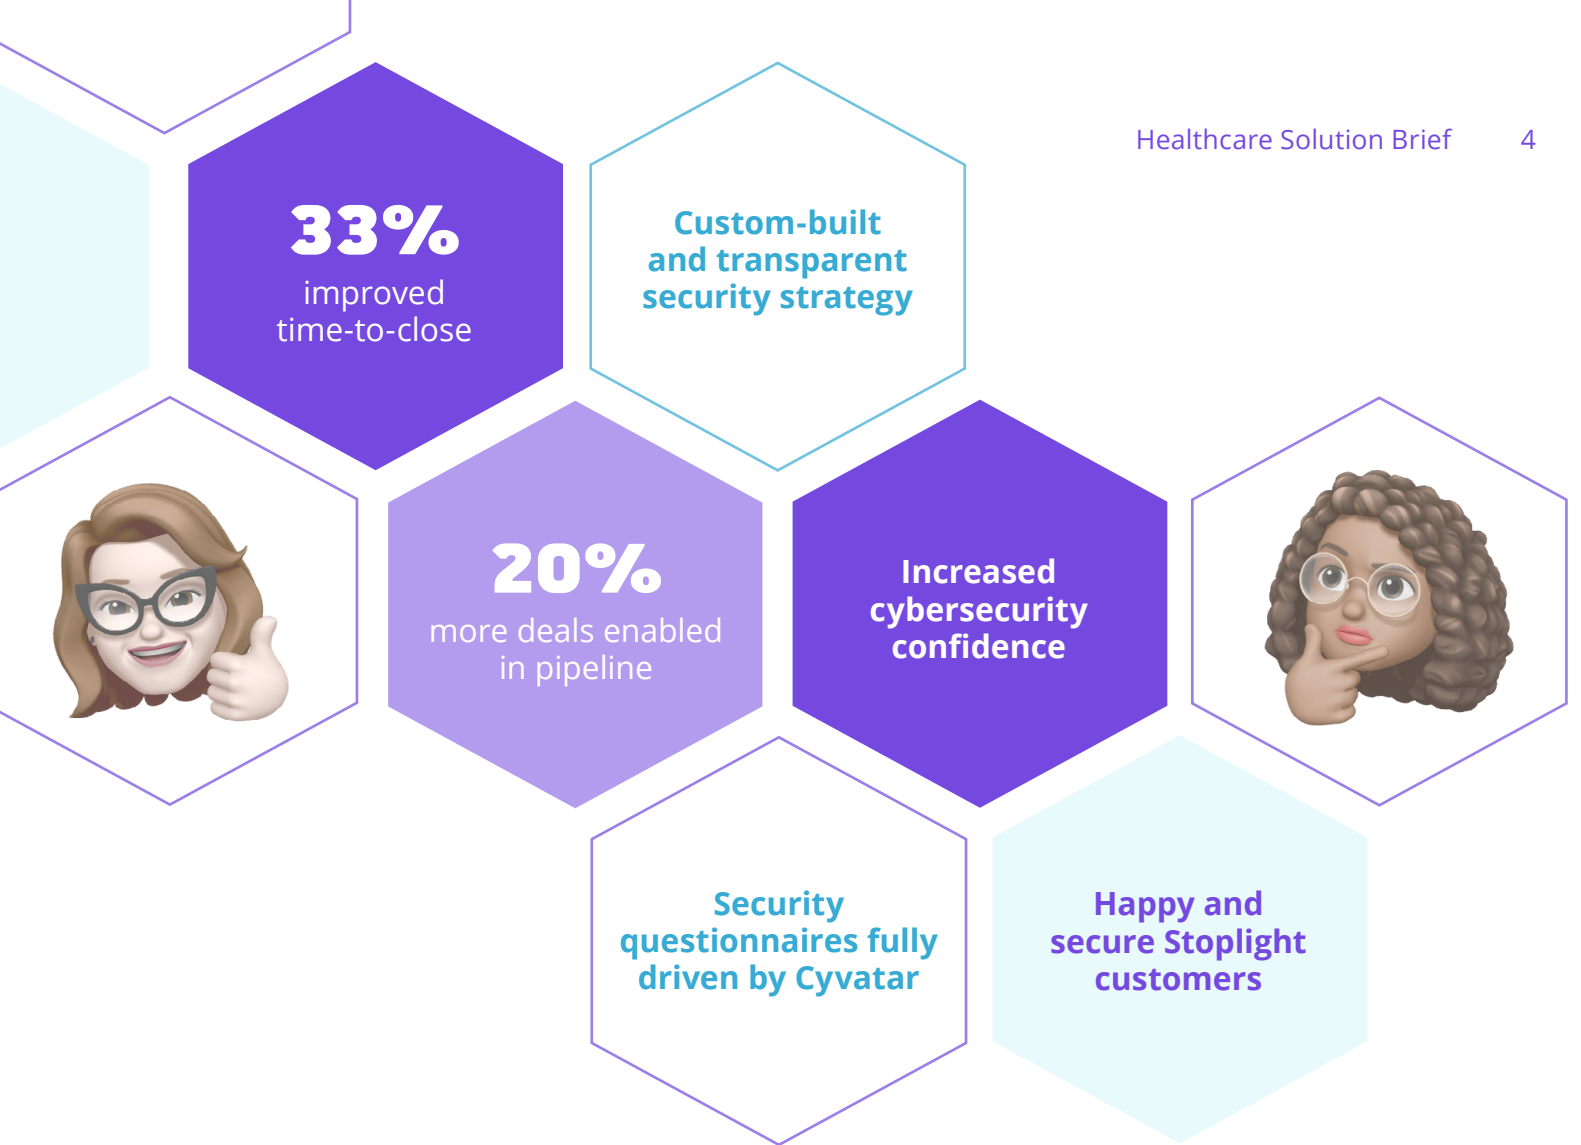 Healthcare Solution Brief 4
33%
improved
time-to-close
Custom-built
and transparent
security strategy
20%
more deals enabled
in pipeline
Increased
cybersecurity
confidence
Security
questionnaires fully
driven by Cyvatar
Happy and
secure Stoplight
customers